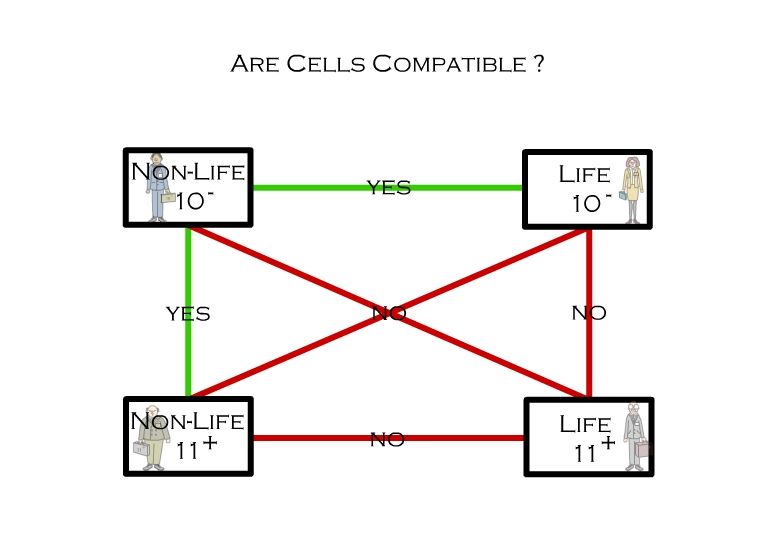 Are Cells Compatible ?
Non-Life
10-
YES
Life
10-
YES
NO
NO
Non-Life
11+
NO
Life
11+